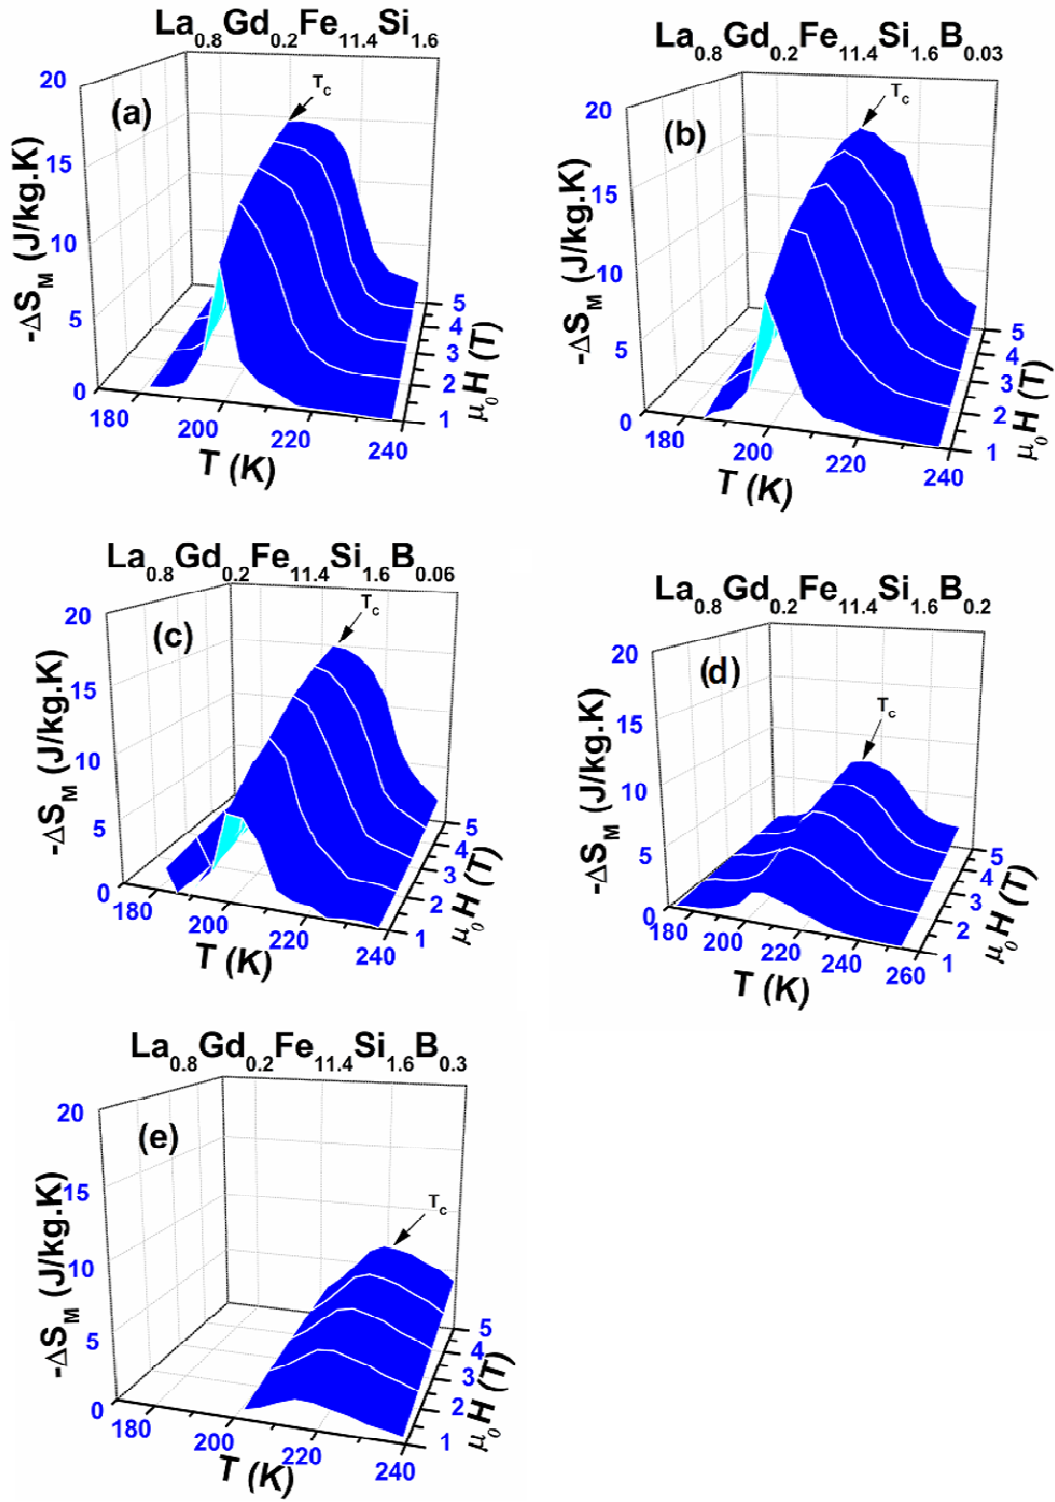 La0.8Gd0.2Fe11.4Si1.6
(a)
Tc
20
15
10
5
0
-ΔSM (J/kg.K)
180
200
220
240
T (K)
5
4
3
2
1
μ0H (T)
La0.8Gd0.2Fe11.4Si1.6B0.03
(b)
Tc
20
15
10
5
0
-ΔSM (J/kg.K)
180
200
220
240
T (K)
5
4
3
2
1
μ0H (T)
La0.8Gd0.2Fe11.4Si1.6B0.06
(c)
Tc
20
15
10
5
0
-ΔSM (J/kg.K)
180
200
220
240
T (K)
5
4
3
2
1
μ0H (T)
La0.8Gd0.2Fe11.4Si1.6B0.2
(d)
Tc
20
15
10
5
0
-ΔSM (J/kg.K)
180
200
220
240
260
T (K)
5
4
3
2
1
μ0H (T)
La0.8Gd0.2Fe11.4Si1.6B0.3
(e)
Tc
20
15
10
5
0
-ΔSM (J/kg.K)
180
200
220
240
T (K)
5
4
3
2
1
μ0H (T)